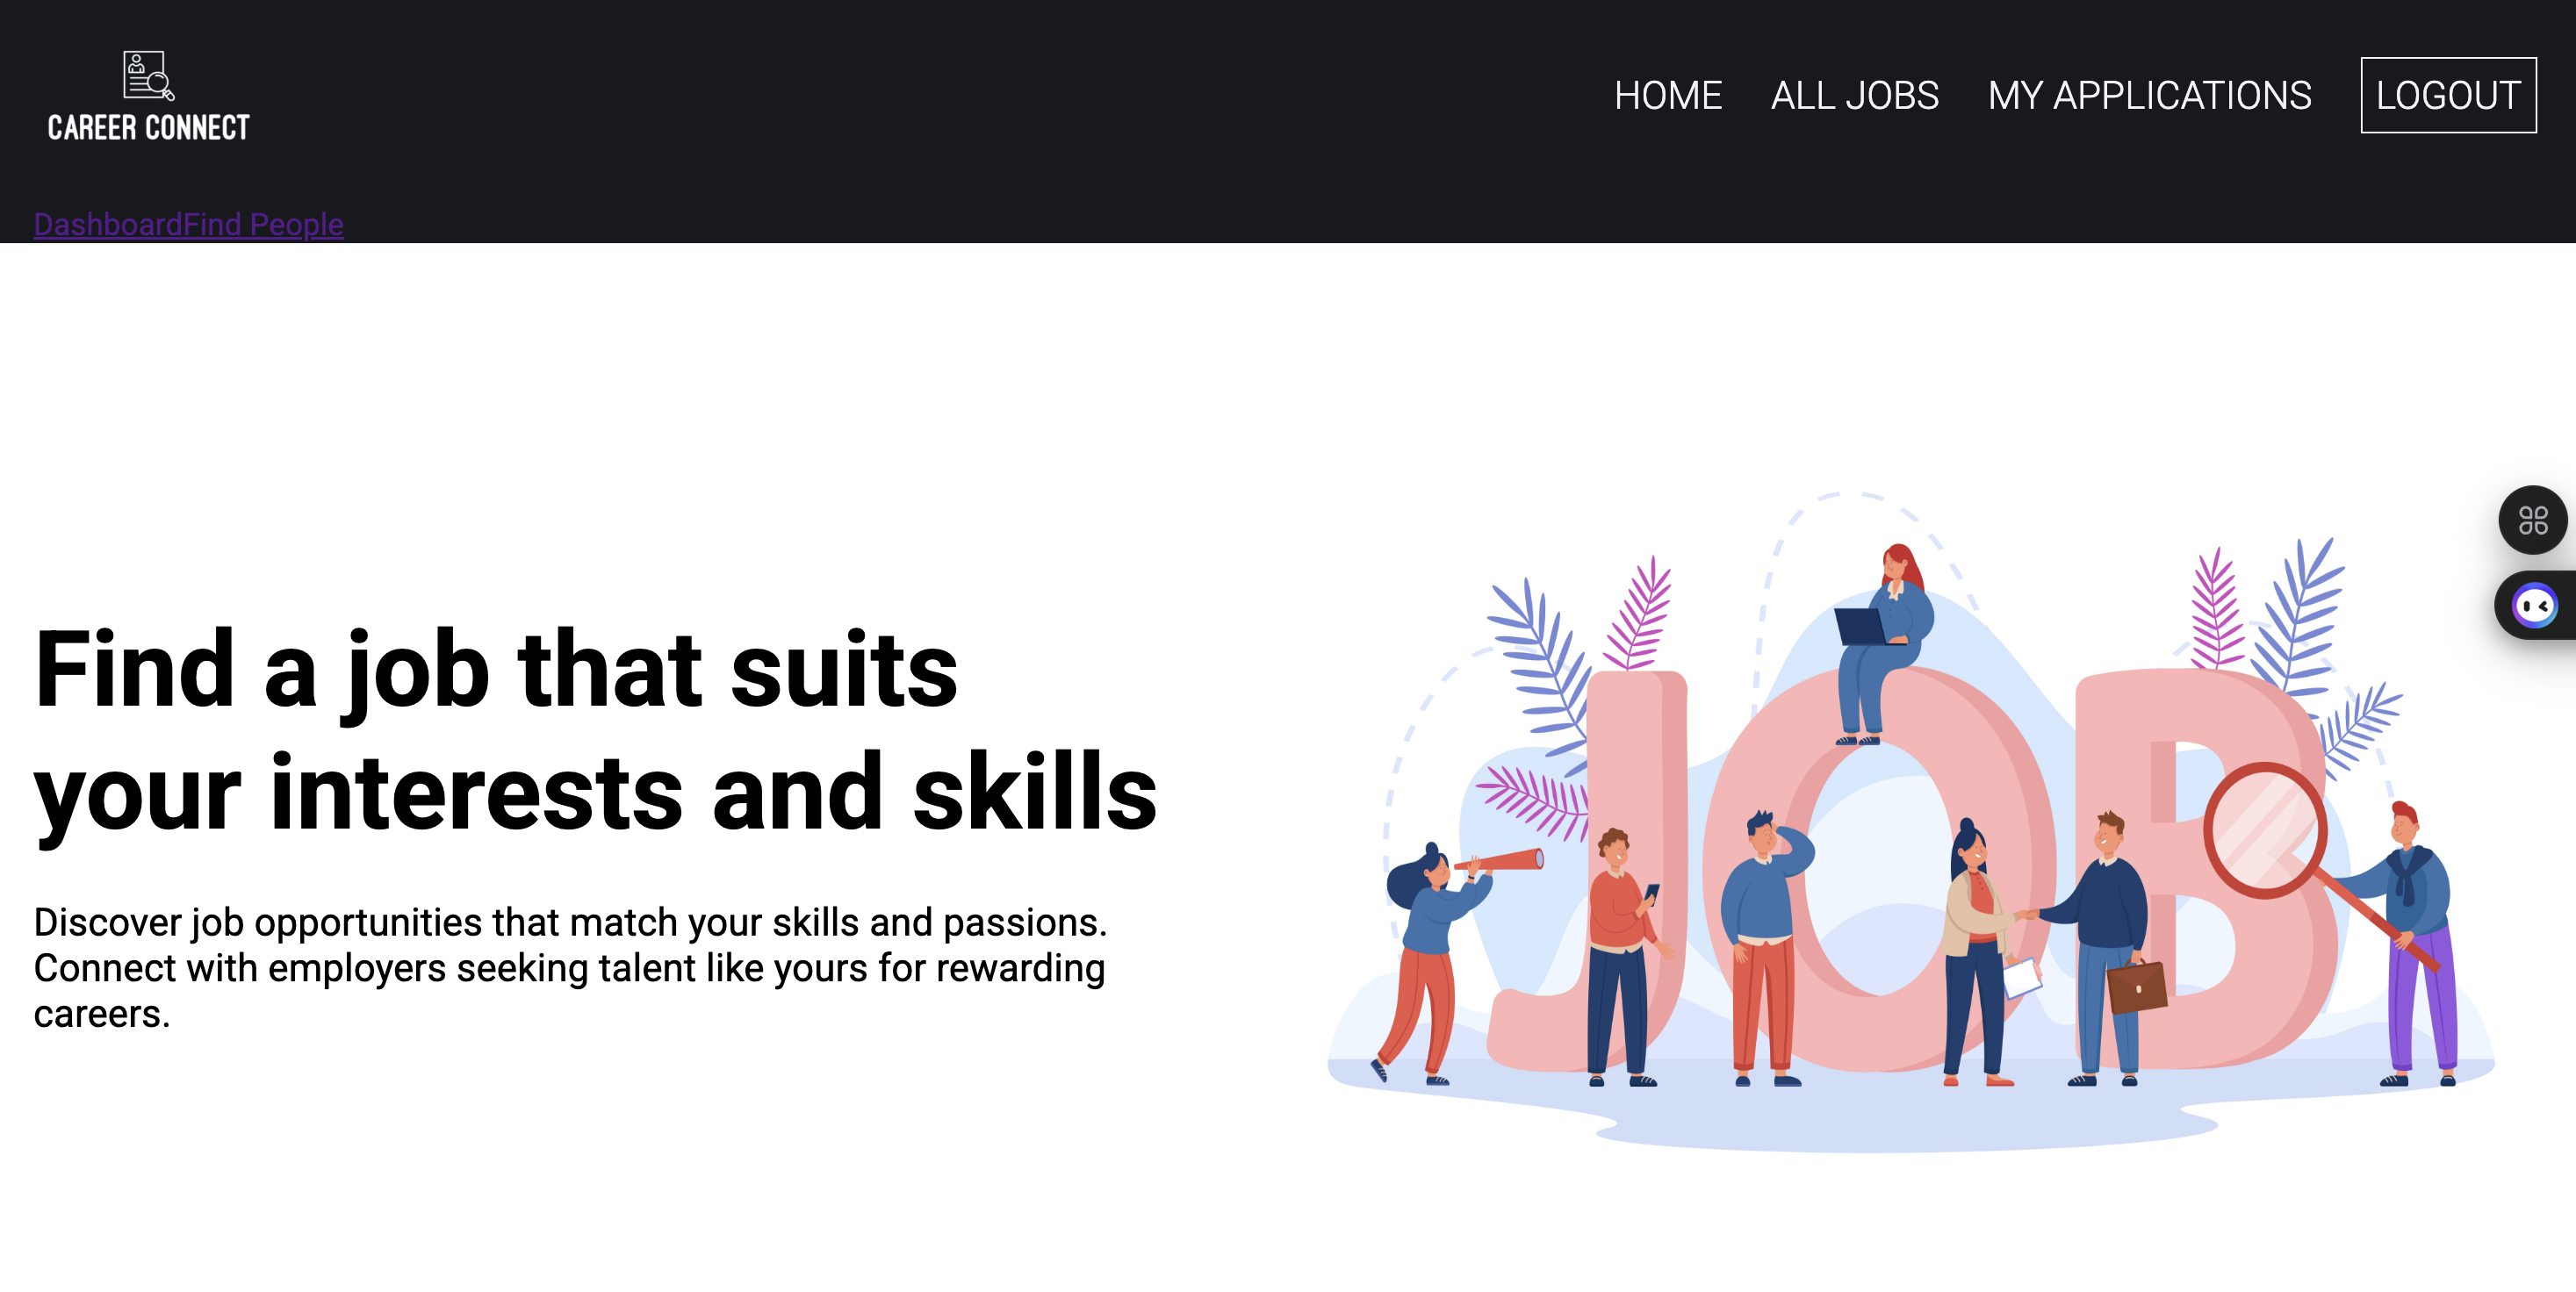 CAREER CONNECT
HOME ALL JOBS MY APPLICATIONS LOGOUT
DashboardFind People
Find a job that suits
your interests and skills
Discover job opportunities that match your skills and passions.
Connect with employers seeking talent like yours for rewarding
careers.
JOB